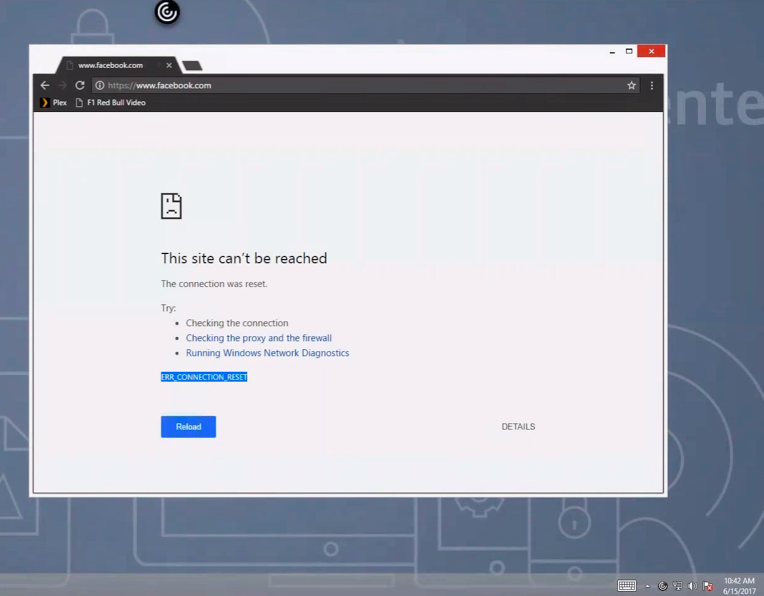 www.facebook.com
https://www.facebook.com
Plex F1 Red Bull Video
nte
This site can't be reached
The connection was reset.
Try:
Checking the connection
Checking the proxy and the firewall
Running Windows Network Diagnostics
ERR_CONNECTION_RESET
Reload DETAILS
10:42 AM
6/15/2017